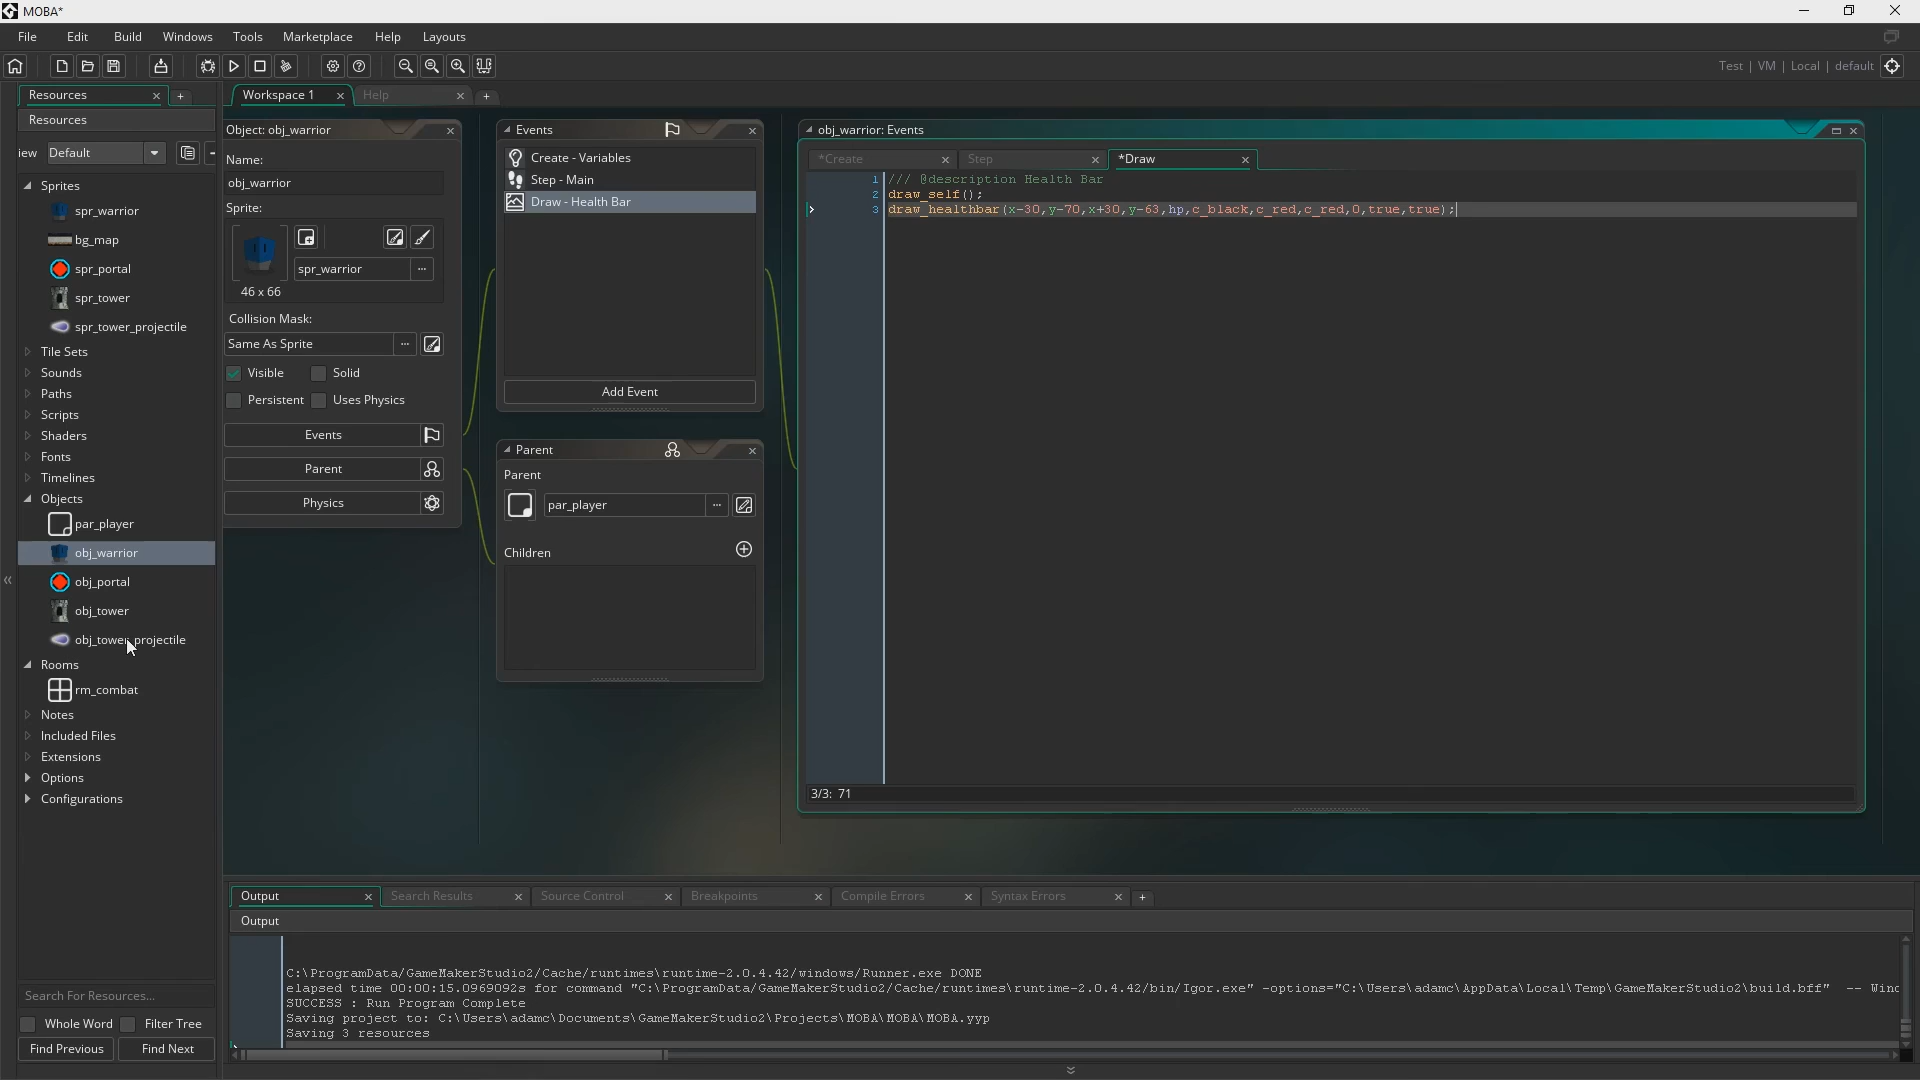 MOBA*
File Edit Build Windows Tools Marketplace Help Layouts
Test | VM | Local | default
Resources
Workspace 1
Help
Resources
iew
Default
Sprites
spr_warrior
bg_map
spr_portal
spr_tower
spr_tower_projectile
Tile Sets
Sounds
Paths
Scripts
Shaders
Fonts
Timelines
Objects
par_player
obj_warrior
obj_portal
obj_tower
obj_tower_projectile
Rooms
rm_combat
Notes
Included Files
Extensions
Options
Configurations
Search For Resources...
Whole Word
Filter Tree
Find Previous
Find Next
Object: obj_warrior
Name:
obj_warrior
Sprite:
spr_warrior
46 x 66
Collision Mask:
Same As Sprite
Visible
Solid
Persistent
Uses Physics
Events
Parent
Physics
Events
Create - Variables
Step - Main
Draw - Health Bar
Add Event
Parent
Parent
par_player
Children
obj_warrior: Events
*Create
Step
*Draw
1 /// @description Health Bar
2 draw_self();
3 draw_healthbar(x-30,y-70,x+30,y-63,hp,c_black,c_red,c_red,0,true,true);
3/3: 71
Output
Search Results
Source Control
Breakpoints
Compile Errors
Syntax Errors
Output
C:\ProgramData/GameMakerStudio2/Cache/runtimes\runtime-2.0.4.42/windows/Runner.exe DONE
elapsed time 00:00:15.0969092s for command "C:\ProgramData/GameMakerStudio2/Cache/runtimes\runtime-2.0.4.42/bin/Igor.exe" -options="C:\Users\adamc\AppData\Local\Temp\GameMakerStudio2\build.bff" -- Winc
SUCCESS : Run Program Complete
Saving project to: C:\Users\adamc\Documents\GameMakerStudio2\Projects\MOBA\MOBA\MOBA.yyp
Saving 3 resources